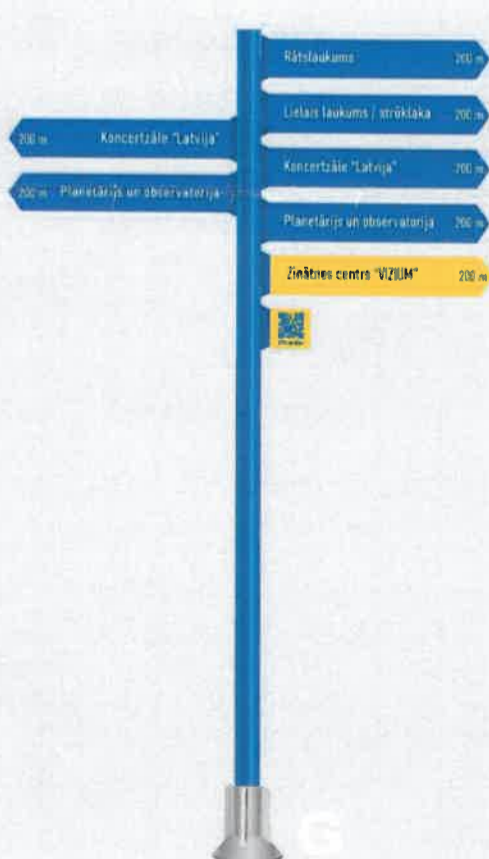 Rātslaukums 200 m
Lielais laukums / strūklaka 200 m
200 m Koncertzāle "Latvija"
Koncertzāle "Latvija" 200 m
200 m Planetārijs un observatorija
Planetārijs un observatorija 200 m
Zinātnes centrs "VIZIUM" 200 m
G